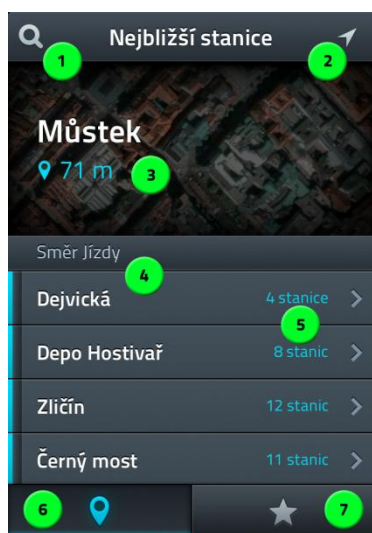 Nejbližší stanice
1
2
Můstek
71 m
3
Směr Jízdy
4
Dejvická 4 stanice
5
Depo Hostivař 8 stanic
Zličín 12 stanic
Černý most 11 stanic
6
7